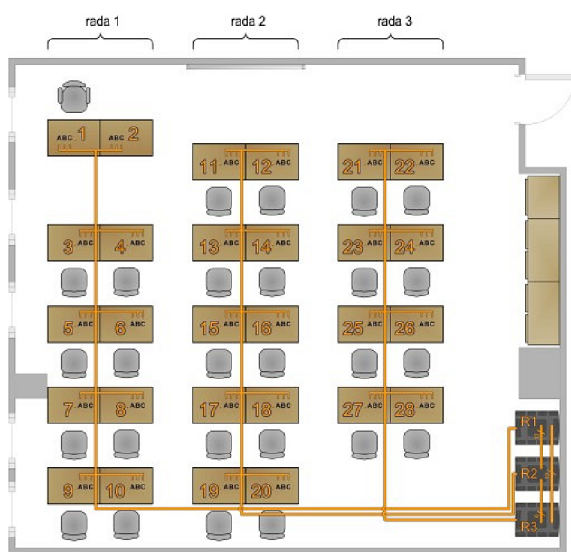 rada 1 rada 2 rada 3
ABC 1 ABC 2
11 ABC 12 ABC 21 ABC 22 ABC
3 ABC 4 ABC 13 ABC 14 ABC 23 ABC 24 ABC
5 ABC 6 ABC 15 ABC 16 ABC 25 ABC 26 ABC
7 ABC 8 ABC 17 ABC 18 ABC 27 ABC 28 ABC
R1
9 ABC 10 ABC 19 ABC 20 ABC R2
R3